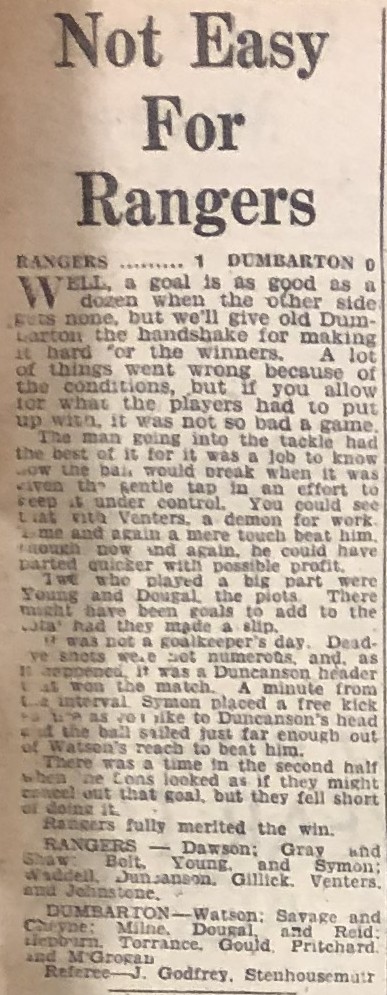 Not Easy
For
Rangers
RANGERS ......... 1 DUMBARTON 0
WELL, a goal is as good as a
dozen when the other side
gets none, but we'll give old Dum-
barton the handshake for making
it hard for the winners. A lot
of things went wrong because of
the conditions, but if you allow
for what the players had to put
up with, it was not so bad a game.
The man going into the tackle had
the best of it for it was a job to know
how the ball would break when it was
given the gentle tap in an effort to
keep it under control. You could see
that with Venters, a demon for work.
Time and again a mere touch beat him,
though now and again, he could have
parted quicker with possible profit.
Two who played a big part were
Young and Dougal, the pivots. There
might have been goals to add to the
total had they made a slip.
It was not a goalkeeper's day. Dead-
shots were not numerous, and, as
it happened, it was a Duncanson header
that won the match. A minute from
the interval Symon placed a free kick
as you like to Duncanson's head
and the ball sailed just far enough out
of Watson's reach to beat him.
There was a time in the second half
when the Sons looked as if they might
cancel out that goal, but they fell short
of doing it.
Rangers fully merited the win.
RANGERS — Dawson; Gray and
Shaw; Bolt, Young, and Symon;
Waddell, Duncanson, Gillick, Venters,
and Johnstone.
DUMBARTON—Watson; Savage and
Cheyne; Milne, Dougal, and Reid;
Hepburn, Torrance, Gould, Pritchard,
and M'Grogan
Referee—J. Godfrey, Stenhousemuir